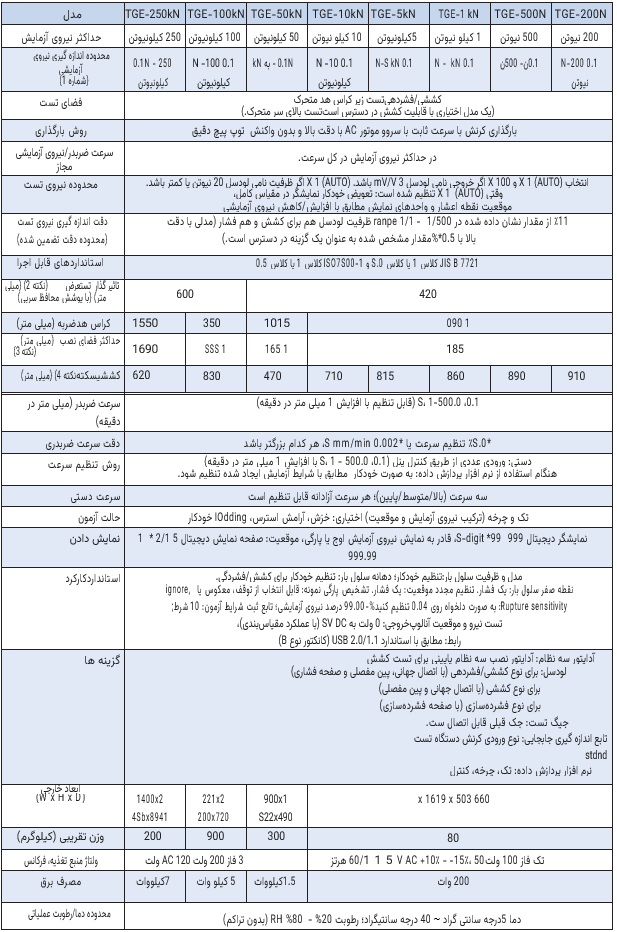 مدل TGE-250kN TGE-100kN TGE-50kN TGE-10kN TGE-5kN TGE-1 kN TGE-500N TGE-200N
حداکثر نیروی آزمایش 250 کیلونیوتن 100 کیلونیوتن 50 کیلونیوتن 10 کیلو نیوتن 5کیلونیوتن 1 کیلو نیوتن 500 نیوتن 200 نیوتن
محدوده اندازه گیری نیروی
آزمایشی
(شماره 1)
0.1N - 250
کیلونیوتن
N -100 0.1
کیلونیوتن
0.1N - به kN
N -10 0.1
کیلونیوتن
N-S kN 0.1
N - kN 0.1
0.1ن- 500ن
N-200 0.1
نیوتن
فضای تست
کششی/فشردهی‌تست زیر کراس هد متحرک
(یک مدل اختیاری با قابلیت کشش در دسترس است‌تست بالای سر متحرک.)
روش بارگذاری بارگذاری کرنش با سرعت ثابت با سروو موتور AC با دقت بالا و بدون واکنش توپ پیچ دقیق
سرعت ضربدر/نیروی آزمایشی
مجاز
در حداکثر نیروی آزمایش در کل سرعت.
محدوده نیروی تست
انتخاب X 1 (AUTO) و X 100 اگر خروجی نامی لودسل 3 mV/V باشد. X 1 (AUTO) اگر ظرفیت نامی لودسل 20 نیوتن یا کمتر باشد.
وقتی X 1 (AUTO) تنظیم شده است: تعویض خودکار نمایشگر در مقیاس کامل،
موقعیت نقطه اعشار و واحدهای نمایش مطابق با افزایش/کاهش نیروی آزمایشی
دقت اندازه گیری نیروی تست
(محدوده دقت تضمین شده)
±1٪ از مقدار نشان داده شده در 1/500 - 1/1 ranpe ظرفیت لودسل هم برای کشش و هم فشار (مدلی با دقت
بالا با 0.5*%مقدار مشخص شده به عنوان یک گزینه در دسترس است.)
استانداردهای قابل اجرا JIS B 7721 کلاس 1 یا کلاس S.0 و ISO7S00-1 کلاس 1 یا کلاس 0.5
تاثیر گذار تستعرض (نکته 2) (میلی
متر) (با پوشش محافظ سربی)
600 420
کراس هدضربه (میلی متر) 1550 350 1015 090 1
حداکثر فضای نصب (میلی متر)
(نکته 3)
1690 SSS 1 165 1 185
کششیسکته‌نکته 4) (میلی متر) 620 830 470 710 815 860 890 910
سرعت ضربدر (میلی متر در
دقیقه)
S، 1-500.0 ،0.1 (قابل تنظیم با افزایش 1 میلی متر در دقیقه)
دقت سرعت ضربدری *S.0٪ تنظیم سرعت یا *0.002 S mm/min، هر کدام بزرگتر باشد
روش تنظیم سرعت
دستی: ورودی عددی از طریق کنترل پنل (0.1، S، 1 - 500.0 با افزایش 1 میلی متر در دقیقه)
هنگام استفاده از نرم افزار پردازش داده: به صورت خودکار مطابق با شرایط آزمایش ایجاد شده تنظیم شود.
سرعت دستی سه سرعت (بالا/متوسط/پایین)؛ هر سرعت آزادانه قابل تنظیم است
حالت آزمون تک و چرخه (ترکیب نیروی آزمایش و موقعیت) اختیاری: خزش، آرامش استرس، IOdding خودکار
نمایش دادن
نمایشگر دیجیتال S-digit *99 999، قادر به نمایش نیروی آزمایش اوج یا پارگی، موقعیت: صفحه نمایش دیجیتال 5 2/1 * 1
999.99
استانداردکارکرد
مدل و ظرفیت سلول بار:تنظیم خودکار؛ دهانه سلول بار: تنظیم خودکار برای کشش/فشردگی.
نقطه صفر سلول بار: یک فشار. تنظیم مجدد موقعیت: یک فشار. تشخیص پارگی نمونه: قابل انتخاب از توقف، معکوس یا ignore,
Rupture sensitivity: به صورت دلخواه روی 0.04 تنظیم کنید%-99.00 درصد نیروی آزمایشی؛ تابع ثبت شرایط آزمون: 10 شرط;
تست نیرو و موقعیت آنالوپ‌خروجی: 0 ولت به SV DC (با عملکرد مقیاس‌بندی)،
رابط: مطابق با استاندارد USB 2.0/1.1 (کانکتور نوع B)
گزینه ها
آداپتور سه نظام: آداپتور نصب سه نظام پایینی برای تست کشش
لودسل: برای نوع کششی/فشردهی (با اتصال جهانی، پین مفصلی و صفحه فشاری)
برای نوع کششی (با اتصال جهانی و پین مفصلی)
برای نوع فشرده‌سازی (با صفحه فشرده‌سازی)
جیگ تست: جک قبلی قابل اتصال ست.
تابع اندازه گیری جابجایی: نوع ورودی کرنش دستگاه تست
stdnd
نرم افزار پردازش داده: تک، چرخه، کنترل
ابعاد خارجی
(W x H x D)
1400x2
4Sbx8941
221x2
200x720
900x1
S22x490
x 1619 x 503 660
وزن تقریبی (کیلوگرم) 200 900 300 80
ولتاژ منبع تغذیه، فرکانس 3 فاز 200 ولت AC 120 ولت تک فاز 100 ولت60/1 1 5 V AC +10٪ - -15٪، 50 هرتز
مصرف برق 7کیلووات 5 کیلو وات 1.5کیلووات 200 وات
محدوده دما/رطوبت عملیاتی دما 5درجه سانتی گراد ~ 40 درجه سانتیگراد؛ رطوبت 20% - 80% RH (بدون تراکم)